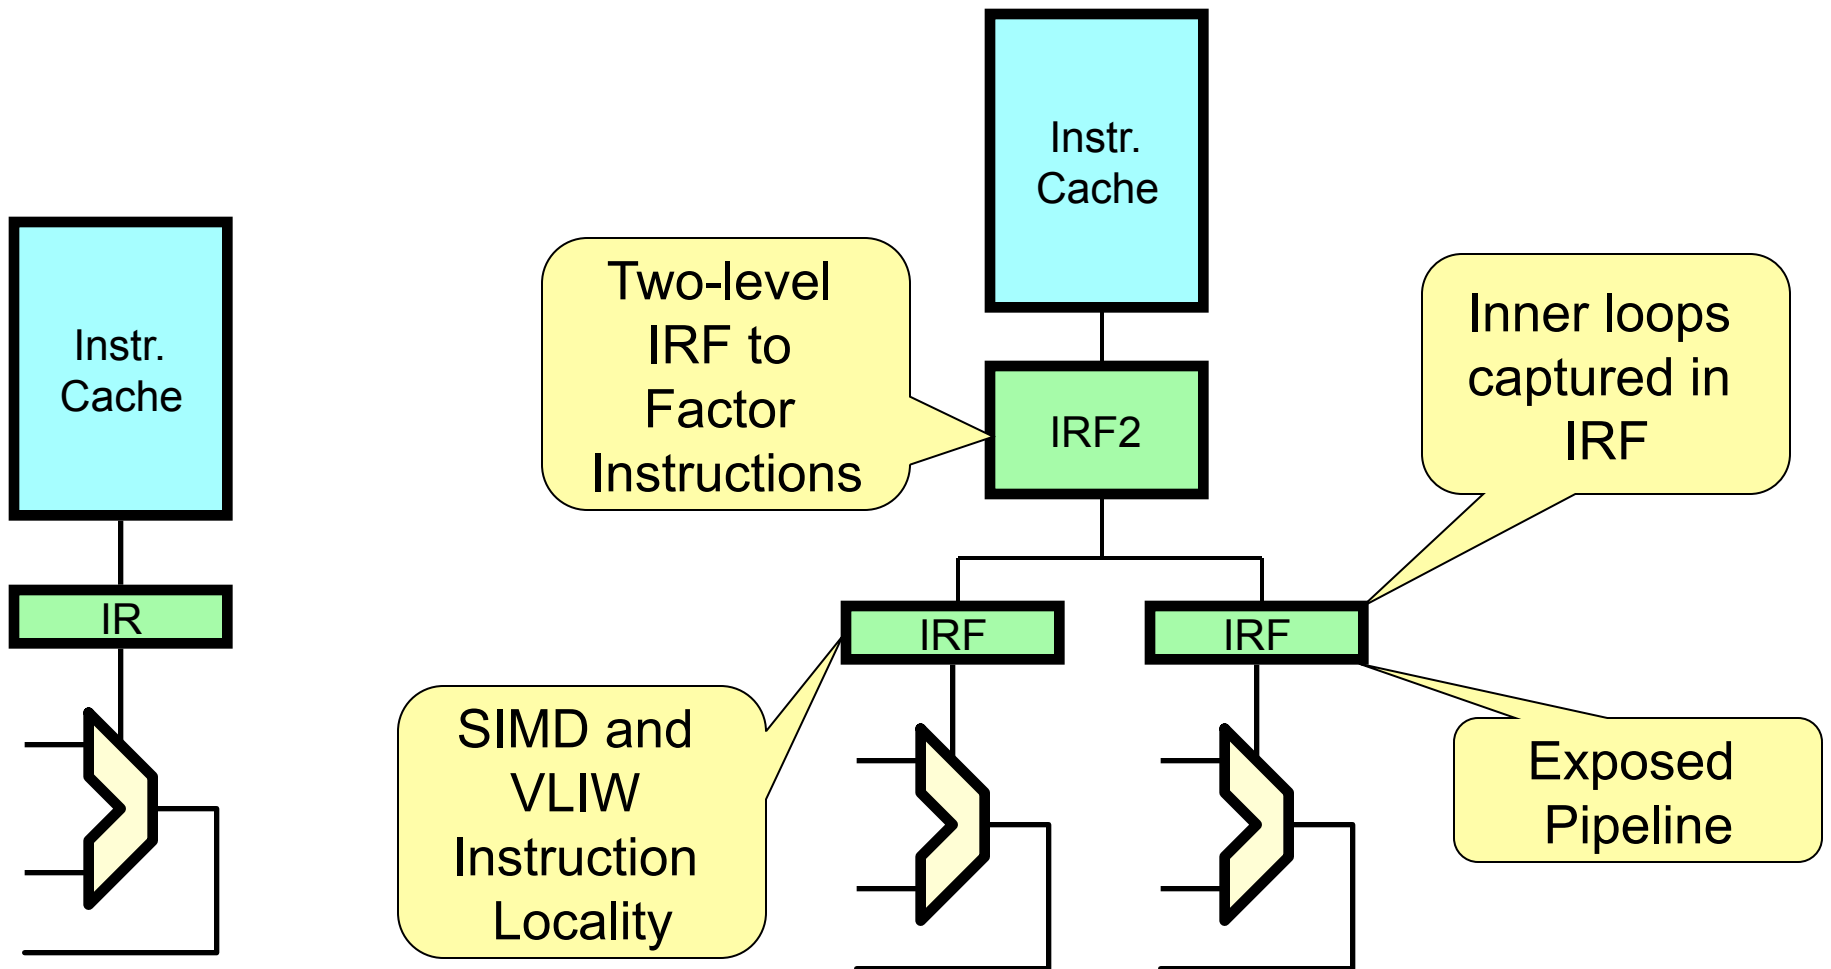 Instr.
Cache
IR
Instr.
Cache
Two-level
IRF to
Factor
Instructions
IRF2
Inner loops
captured in
IRF
IRF
IRF
SIMD and
VLIW
Instruction
Locality
Exposed
Pipeline